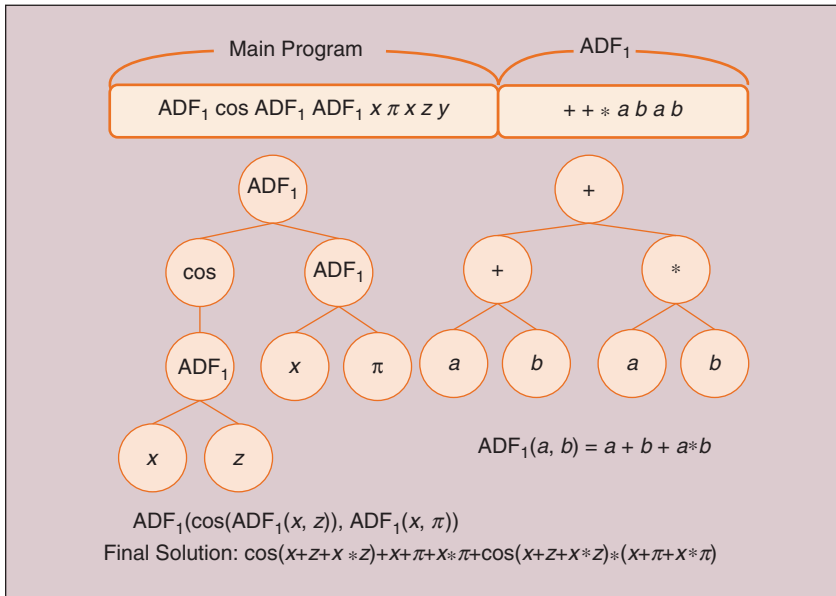 Main Program ADF₁
ADF₁ cos ADF₁ ADF₁ x π x z y + + * a b a b
ADF₁ +
cos ADF₁ + *
ADF₁ x π a b a b
x z
ADF₁(a, b) = a + b + a*b
ADF₁(cos(ADF₁(x, z)), ADF₁(x, π))
Final Solution: cos(x+z+x*z)+x+π+x*π+cos(x+z+x*z)*(x+π+x*π)